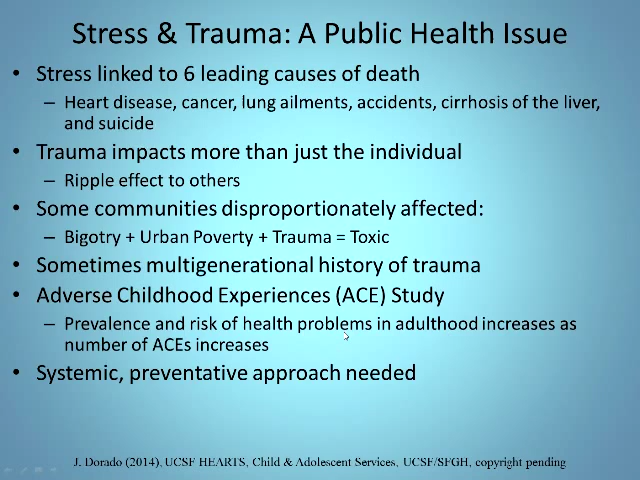 Stress & Trauma: A Public Health Issue
• Stress linked to 6 leading causes of death
– Heart disease, cancer, lung ailments, accidents, cirrhosis of the liver,
and suicide
• Trauma impacts more than just the individual
– Ripple effect to others
• Some communities disproportionately affected:
– Bigotry + Urban Poverty + Trauma = Toxic
• Sometimes multigenerational history of trauma
• Adverse Childhood Experiences (ACE) Study
– Prevalence and risk of health problems in adulthood increases as
number of ACEs increases
• Systemic, preventative approach needed
J. Dorado (2014), UCSF HEARTS, Child & Adolescent Services, UCSF/SFGH, copyright pending